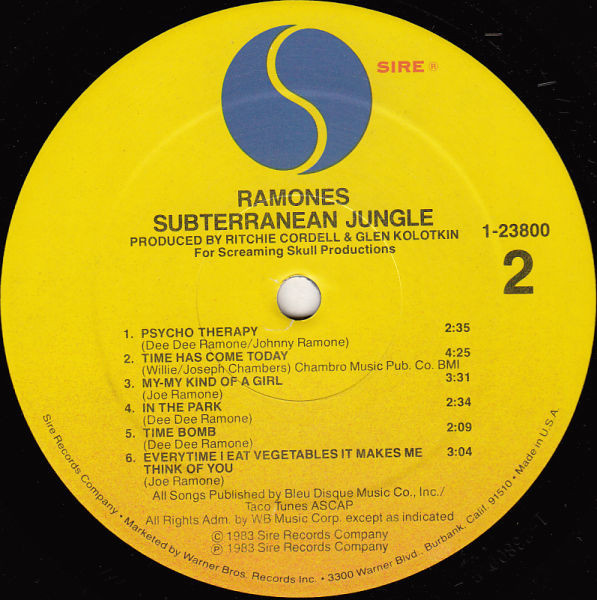 SIRE ®
RAMONES
SUBTERRANEAN JUNGLE
PRODUCED BY RITCHIE CORDELL & GLEN KOLOTKIN
For Screaming Skull Productions
1-23800
2
1. PSYCHO THERAPY 2:35
(Dee Dee Ramone/Johnny Ramone)
2. TIME HAS COME TODAY 4:25
(Willie/Joseph Chambers) Chambro Music Pub. Co. BMI
3. MY-MY KIND OF A GIRL 3:31
(Joe Ramone)
4. IN THE PARK 2:34
(Dee Dee Ramone)
5. TIME BOMB 2:09
(Dee Dee Ramone)
6. EVERYTIME I EAT VEGETABLES IT MAKES ME 3:04
THINK OF YOU
(Joe Ramone)
All Songs Published by Bleu Disque Music Co., Inc./
Taco Tunes ASCAP
All Rights Adm. by WB Music Corp. except as indicated
© 1983 Sire Records Company
℗ 1983 Sire Records Company
Sire Records Company • Marketed by Warner Bros. Records Inc. • 3300 Warner Blvd., Burbank, Calif. 91510 • Made in U.S.A.